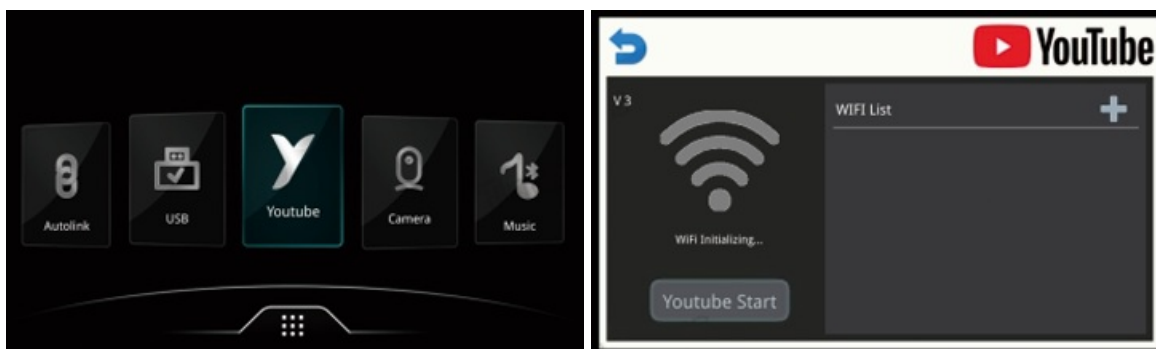 Autolink
USB
Youtube
Camera
Music
YouTube
V 3
WIFI List
WiFi Initializing...
Youtube Start